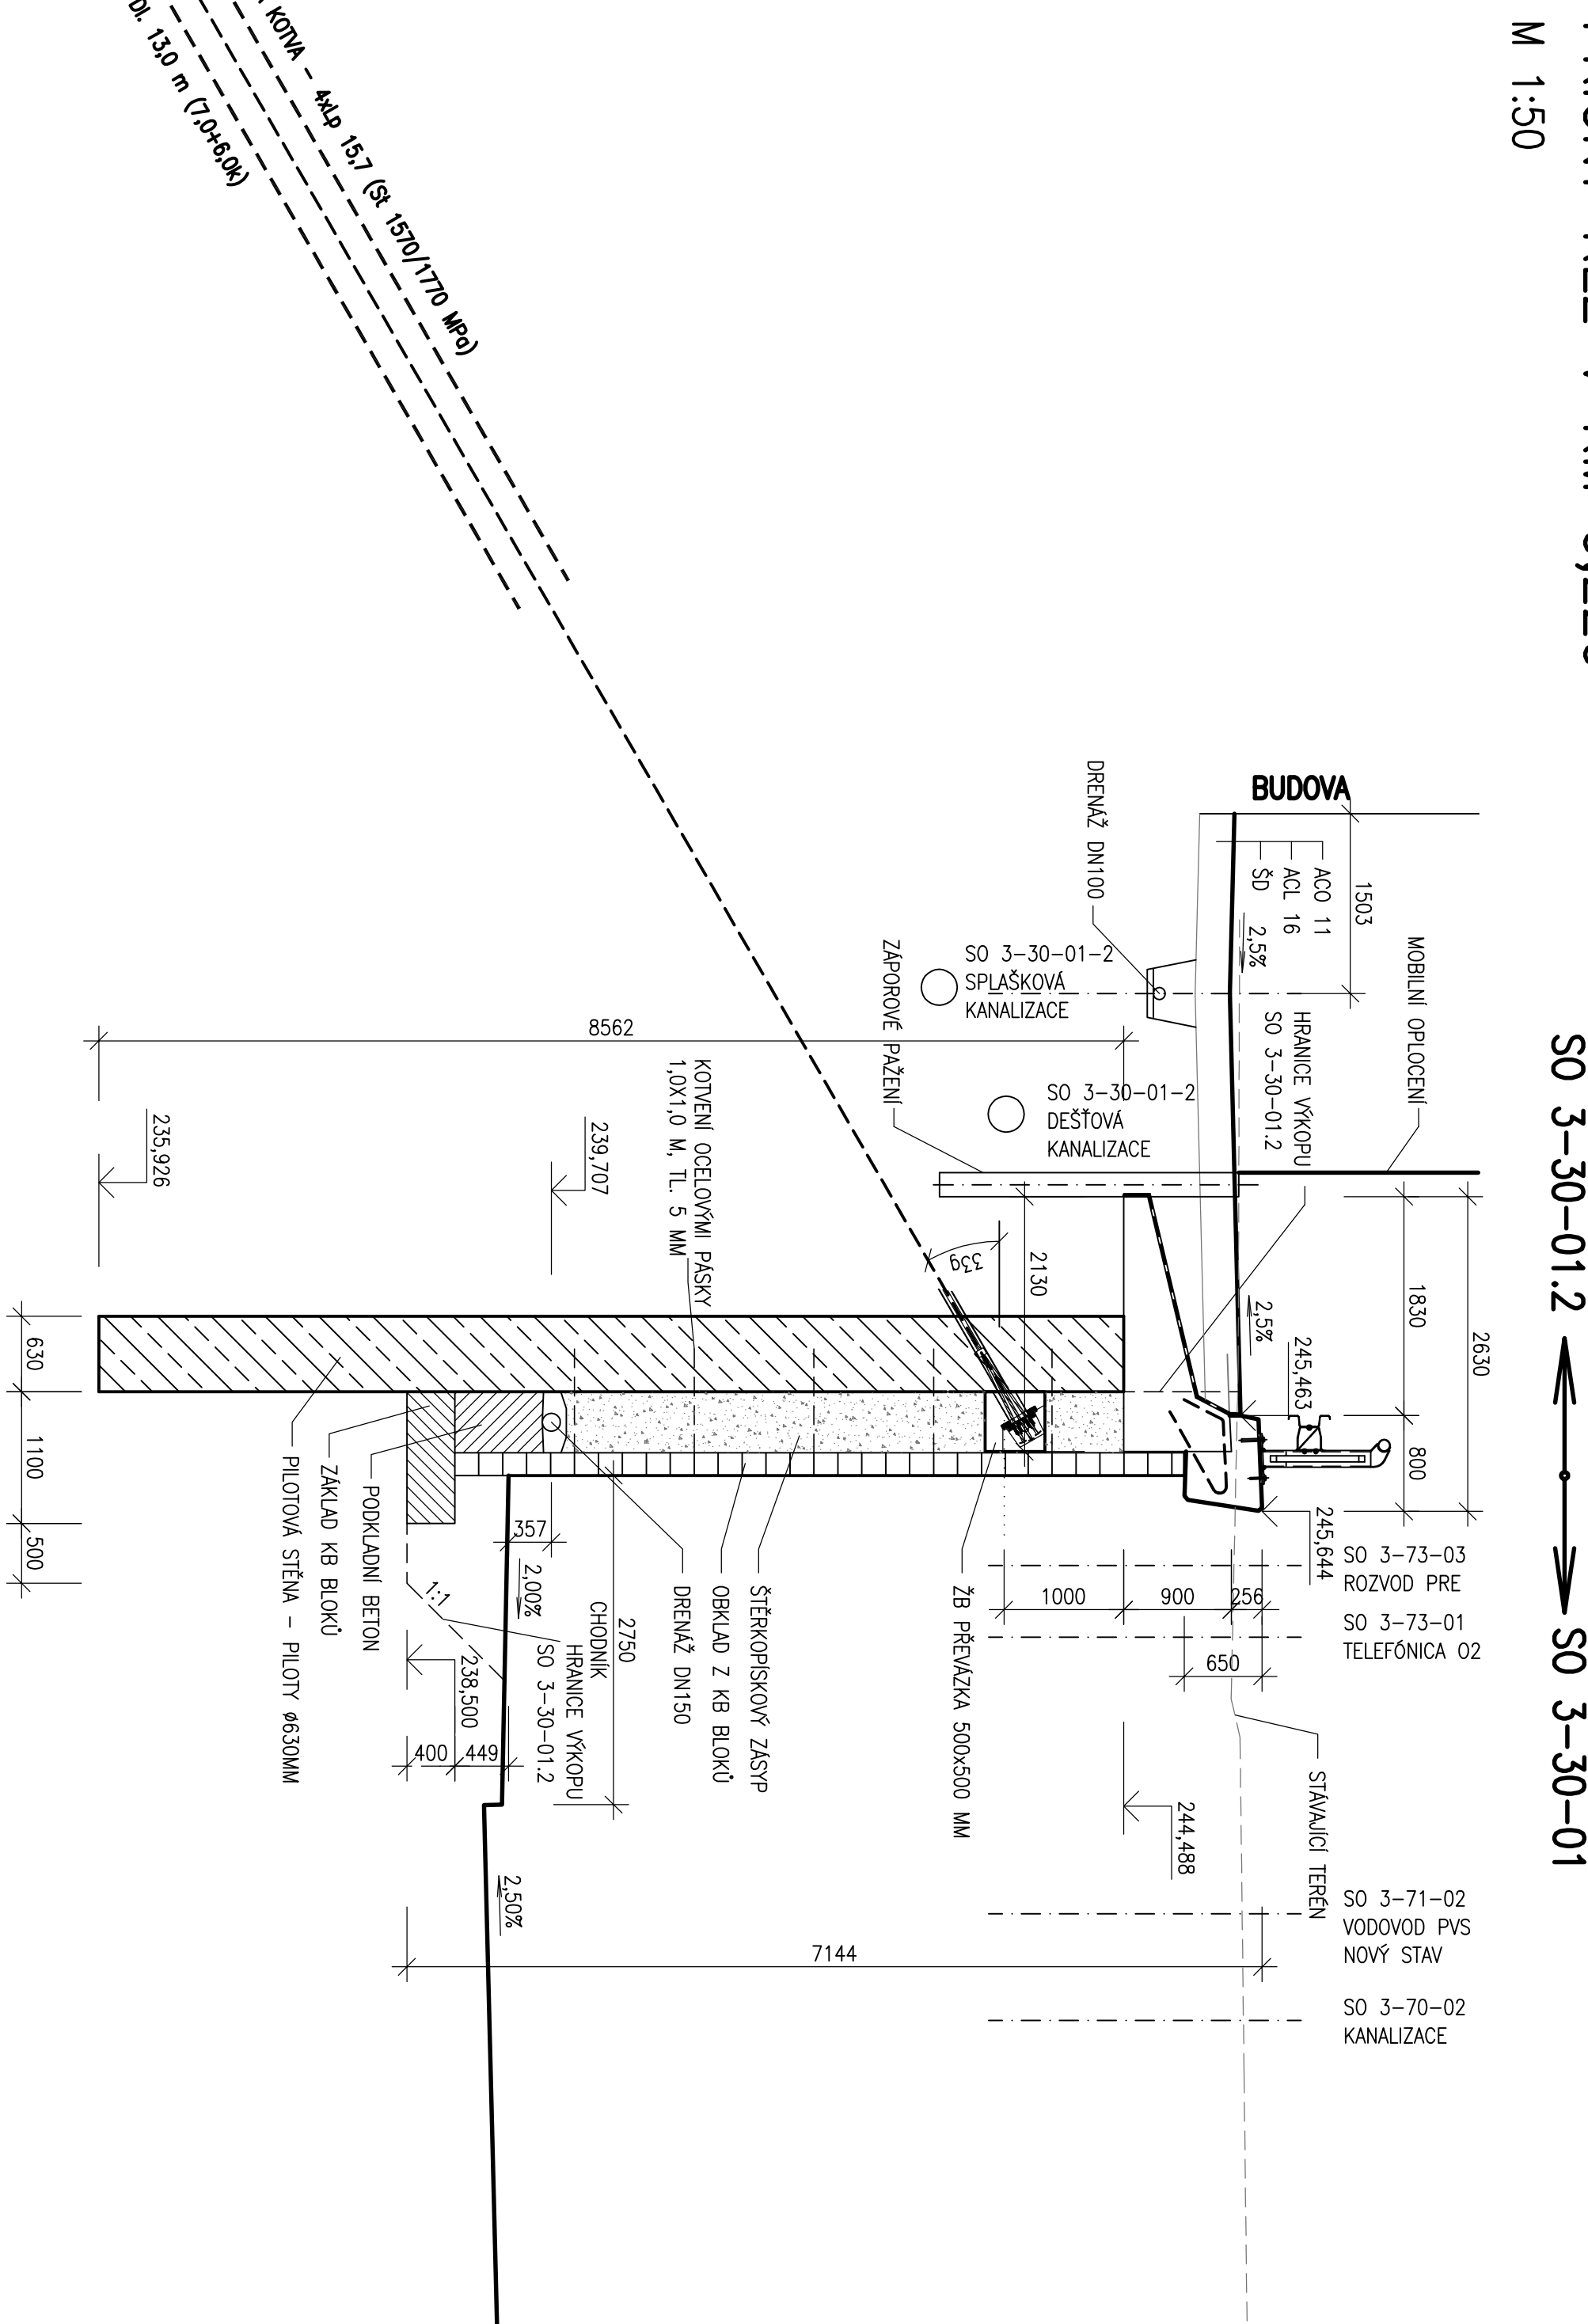 M 1:50
SO 3-30-01.2
SO 3-30-01
KOTVA - 4xLp 15,7 (St 1570/1770 MPa)
Dl. 13,0 m (7,0+6,0k)
BUDOVA
1503
ACO 11
ACL 16
ŠD
2,5%
DRENÁŽ DN100
MOBILNÍ OPLOCENÍ
HRANICE VÝKOPU
SO 3-30-01.2
SO 3-30-01-2
SPLAŠKOVÁ
KANALIZACE
ZÁPOROVÉ PAŽENÍ
SO 3-30-01-2
DEŠŤOVÁ
KANALIZACE
8562
KOTVENÍ OCELOVÝMI PÁSKY
1,0X1,0 M, TL. 5 MM
239,707
235,926
33g
2130
2630
1830
800
2,5%
245,463
245,644
SO 3-73-03
ROZVOD PRE
SO 3-73-01
TELEFÓNICA O2
1000
900
256
650
STÁVAJÍCÍ TERÉN
244,488
SO 3-71-02
VODOVOD PVS
NOVÝ STAV
SO 3-70-02
KANALIZACE
7144
ŽB PŘEVÁZKA 500x500 MM
ŠTĚRKOPÍSKOVÝ ZÁSYP
OBKLAD Z KB BLOKŮ
DRENÁŽ DN150
2750
CHODNÍK
HRANICE VÝKOPU
SO 3-30-01.2
357
2,00%
1:1
238,500
449
400
2,50%
PODKLADNÍ BETON
ZÁKLAD KB BLOKŮ
PILOTOVÁ STĚNA - PILOTY ø630MM
630
1100
500